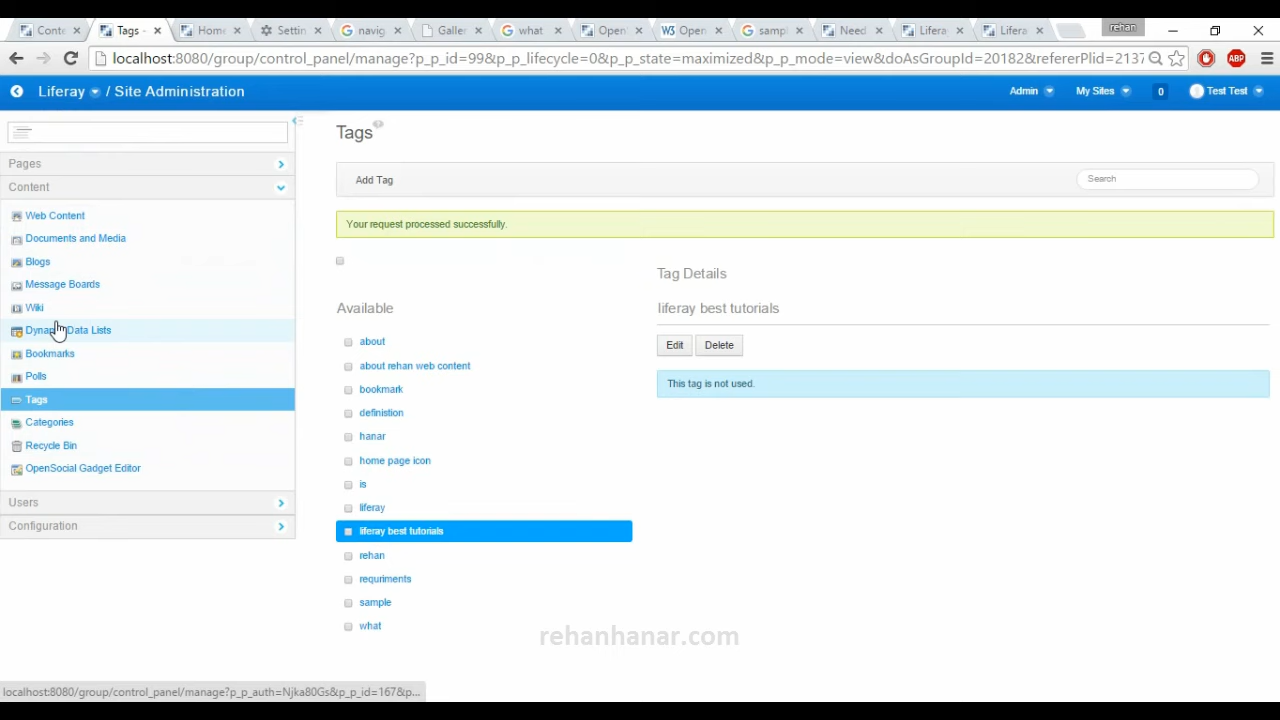 Conte
Tags -
Home
Settin
navig
Galler
what
Open
Open
sampl
Need
Lifera
Lifera
rehan
localhost:8080/group/control_panel/manage?p_p_id=99&p_p_lifecycle=0&p_p_state=maximized&p_p_mode=view&doAsGroupId=20182&refererPlid=2137
ABP
Liferay / Site Administration
Admin
My Sites
0
Test Test
Pages
Content
Web Content
Documents and Media
Blogs
Message Boards
Wiki
Data Lists
Bookmarks
Polls
Tags
Categories
Recycle Bin
OpenSocial Gadget Editor
Users
Configuration
Tags
Add Tag
Search
Your request processed successfully.
Available
about
about rehan web content
bookmark
definistion
hanar
home page icon
is
liferay
liferay best tutorials
rehan
requriments
sample
what
Tag Details
liferay best tutorials
Edit
Delete
This tag is not used.
rehanhanar.com
localhost:8080/group/control_panel/manage?p_p_auth=Njka80Gs&p_p_id=167&p...